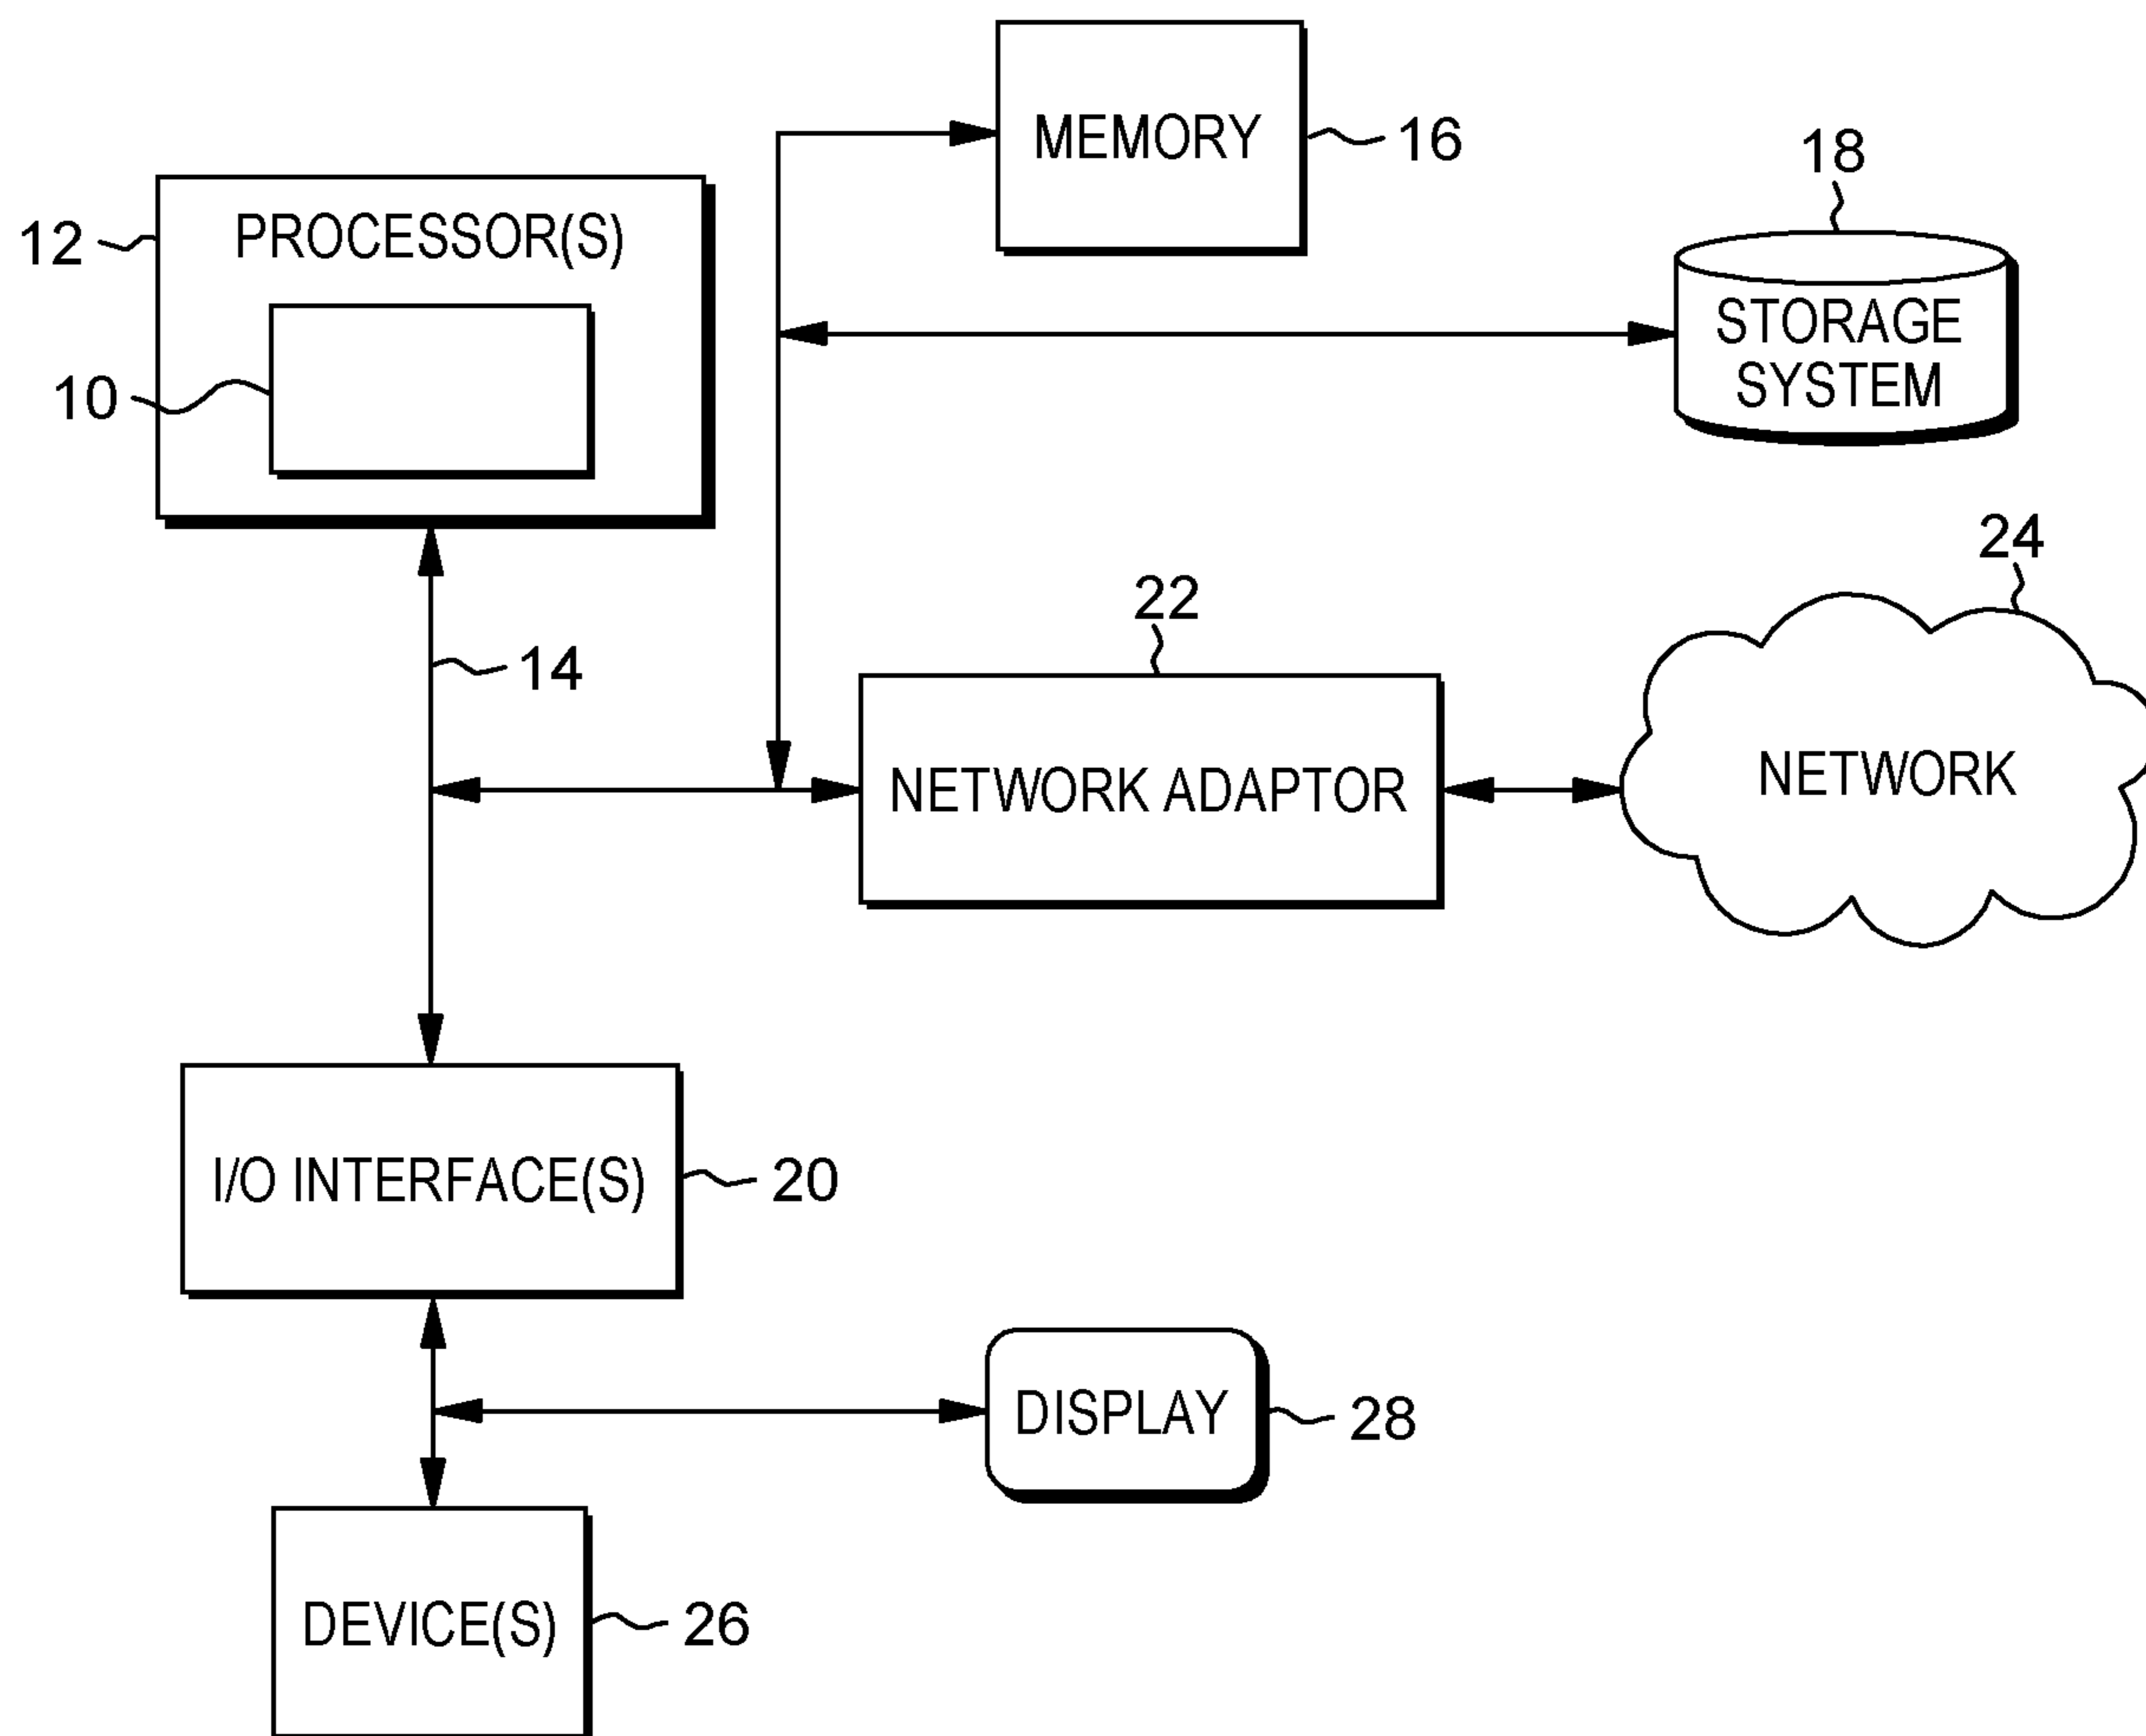 MEMORY
16
18
12
PROCESSOR(S)
STORAGE
SYSTEM
10
24
22
14
NETWORK ADAPTOR
NETWORK
I/O INTERFACE(S)
20
DISPLAY
28
DEVICE(S)
26